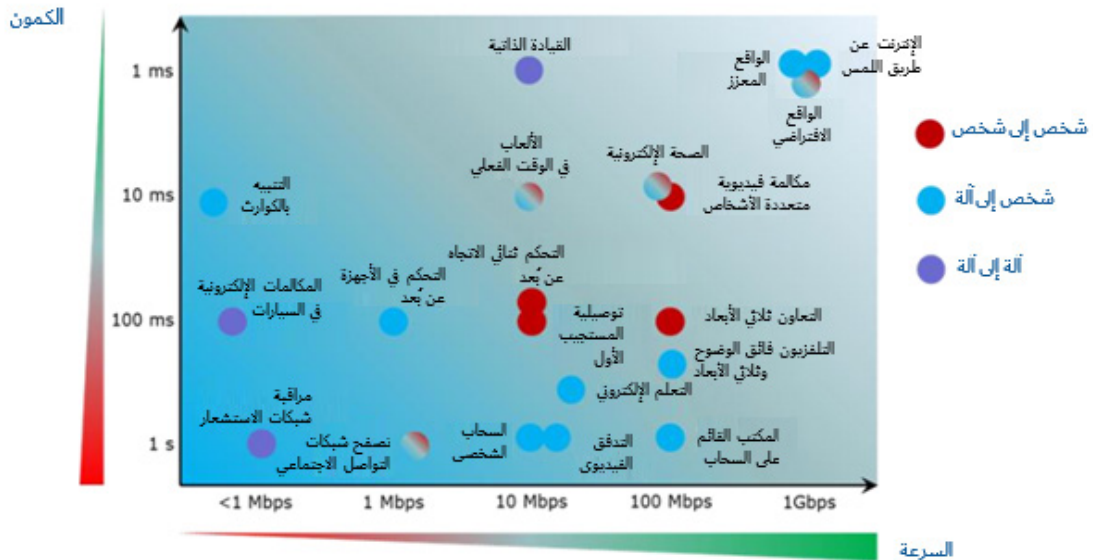 الكمون
1 ms
10 ms
100 ms
1 s
القيادة الذاتية
الواقع
المعزز
الإنترنت عن
طريق اللمس
الواقع
الافتراضي
الألعاب
في الوقت الفعلي
الصحة الإلكترونية
مكالمة فيديوية
متعددة الأشخاص
التنبيه
بالكوارث
التحكم ثنائي الاتجاه
عن بُعد
التحكم في الأجهزة
عن بُعد
المكالمات الإلكترونية
في السيارات
توصيلية
المستجيب
الأول
التعاون ثلاثي الأبعاد
التلفزيون فائق الوضوح
وثلاثي الأبعاد
التعلم الإلكتروني
مراقبة
شبكات الاستشعار
تصفح شبكات
التواصل الاجتماعي
السحاب
الشخصي
التدفق
الفيديوي
المكتب القائم
على السحاب
<1 Mbps
1 Mbps
10 Mbps
100 Mbps
1Gbps
السرعة
شخص إلى شخص
شخص إلى آلة
آلة إلى آلة